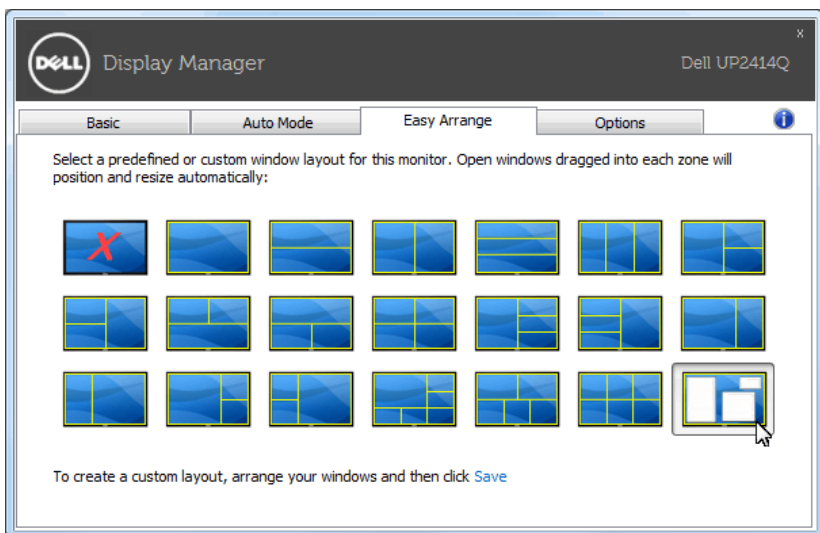 x
DELL Display Manager Dell UP2414Q
Basic Auto Mode Easy Arrange Options i
Select a predefined or custom window layout for this monitor. Open windows dragged into each zone will
position and resize automatically:
X
To create a custom layout, arrange your windows and then click Save